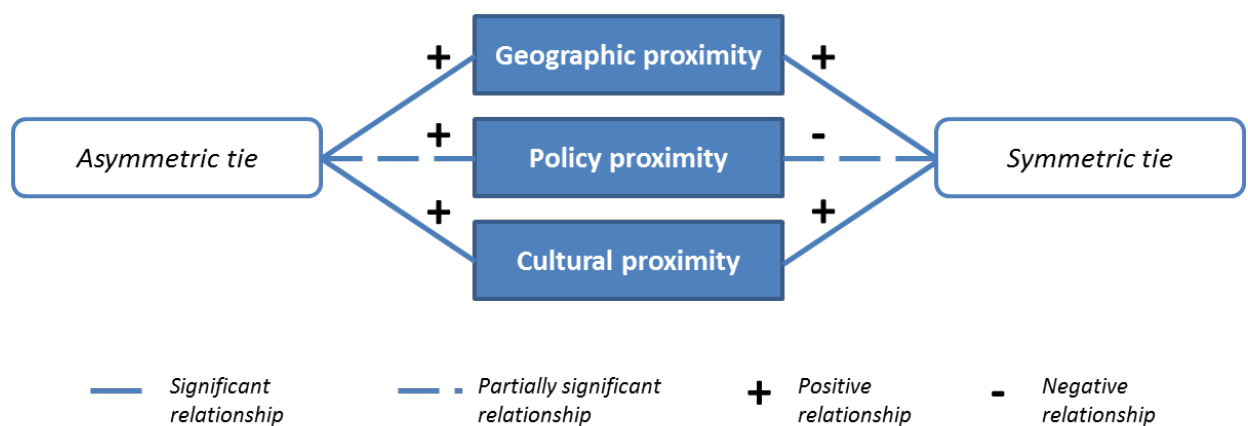 + Geographic proximity +
Asymmetric tie + Policy proximity - Symmetric tie
+ Cultural proximity +
Significant relationship
Partially significant relationship
+ Positive relationship
- Negative relationship